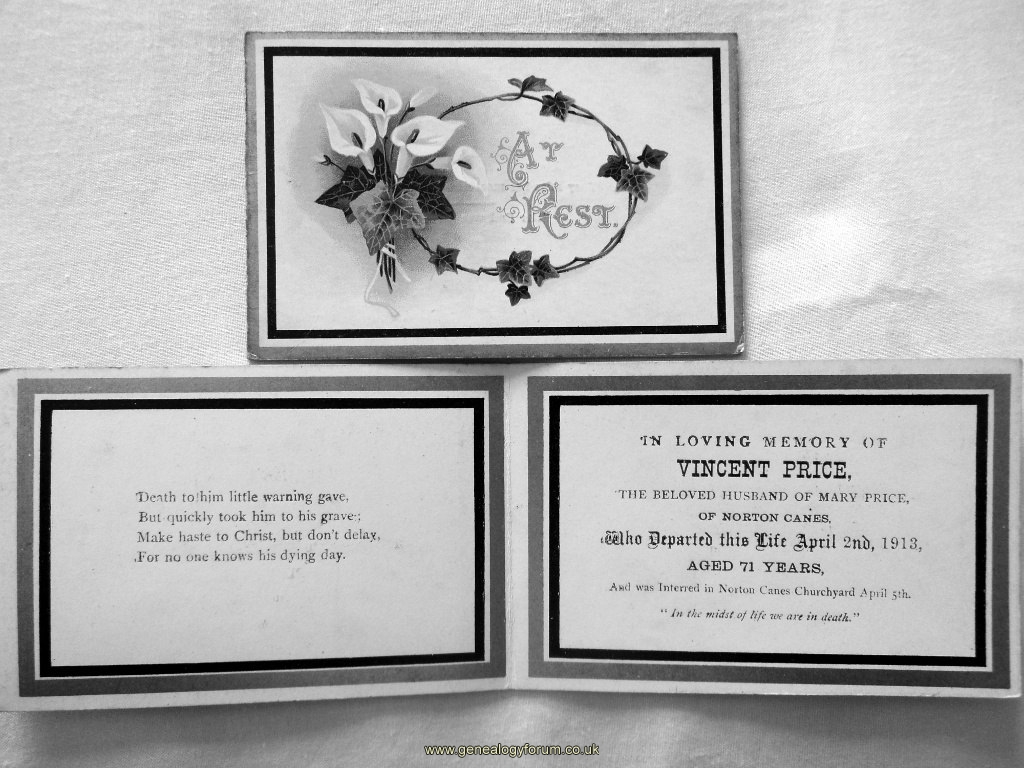 At
Rest.
Death to him little warning gave,
But quickly took him to his grave;
Make haste to Christ, but don't delay,
For no one knows his dying day.
IN LOVING MEMORY OF
VINCENT PRICE,
THE BELOVED HUSBAND OF MARY PRICE,
OF NORTON CANES,
Who Departed this Life April 2nd, 1913,
AGED 71 YEARS,
And was Interred in Norton Canes Churchyard April 5th.
"In the midst of life we are in death."
www.genealogyforum.co.uk